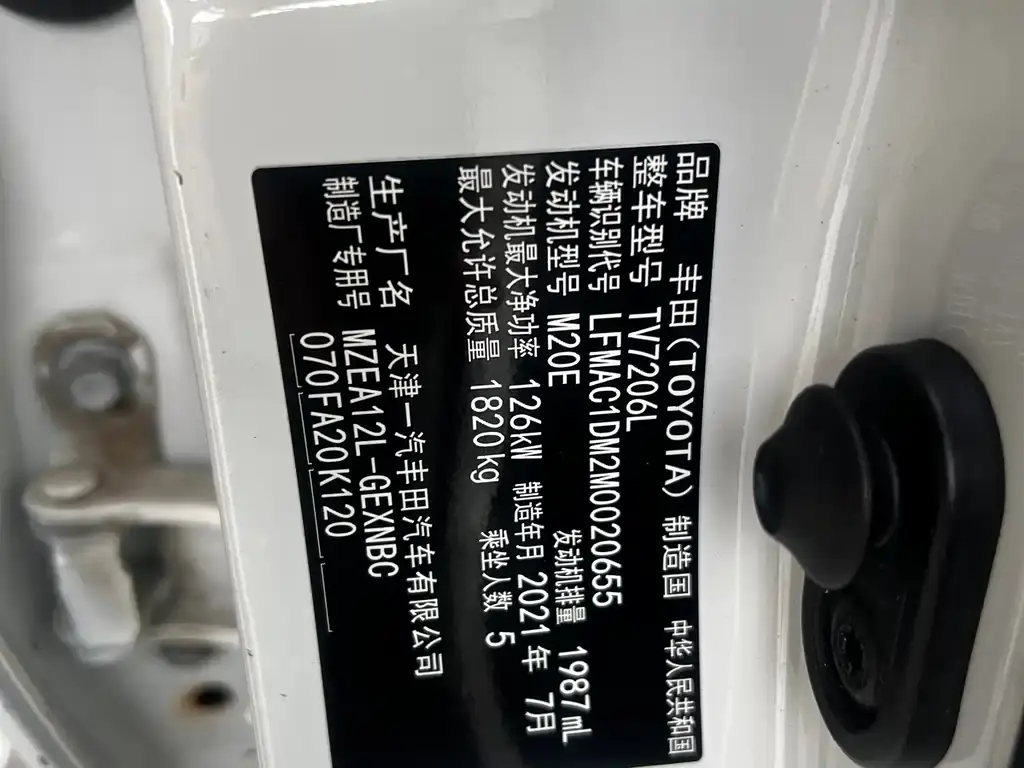 品牌 丰田(TOYOTA) 制造国 中华人民共和国
整车型号 TV7206L
车辆识别代号 LFMAC1DM2M0020655
发动机型号 M20E 发动机排量 1987mL
发动机最大净功率 126kW 制造年月 2021年 7月
最大允许总质量 1820kg 乘坐人数 5
生产厂名 天津一汽丰田汽车有限公司
制造厂专用号 MZEA12L-GEXNBC
070FA20K120